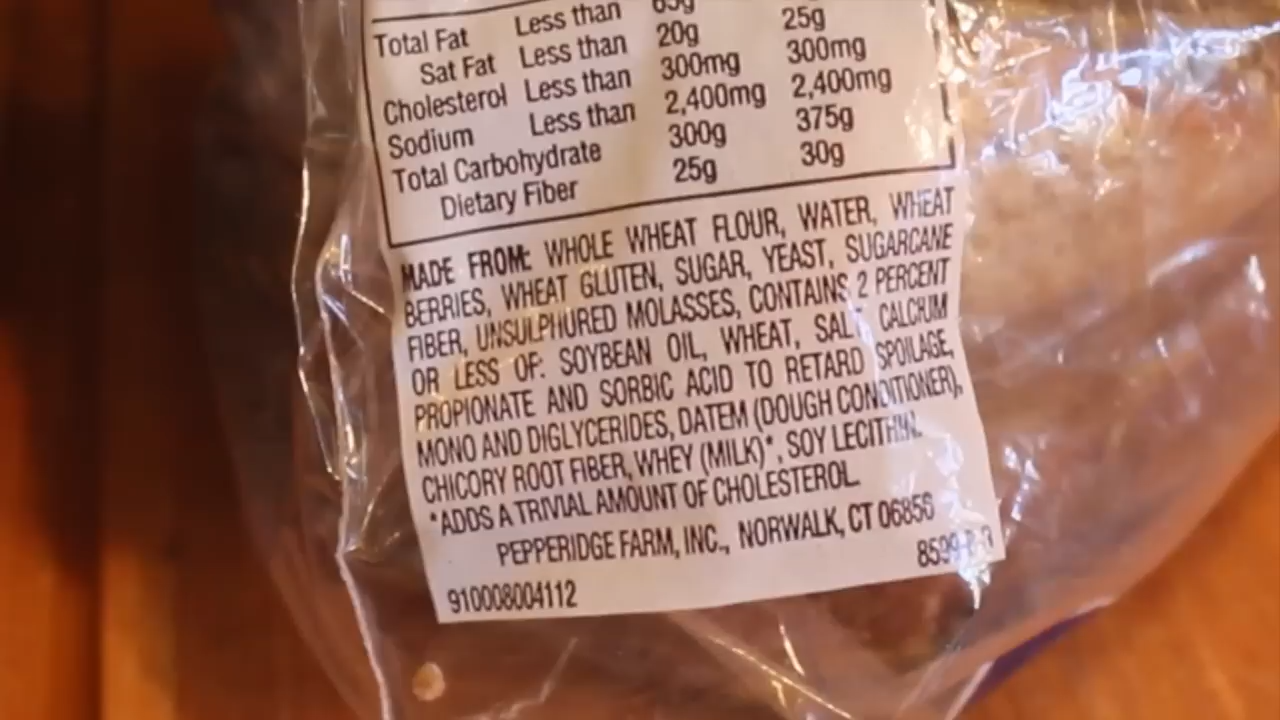 Total Fat Less than 65g
Sat Fat Less than 20g 25g
Cholesterol Less than 300mg 300mg
Sodium Less than 2,400mg 2,400mg
Total Carbohydrate 300g 375g
Dietary Fiber 25g 30g
MADE FROM: WHOLE WHEAT FLOUR, WATER, WHEAT
BERRIES, WHEAT GLUTEN, SUGAR, YEAST, SUGARCANE
FIBER, UNSULPHURED MOLASSES, CONTAINS 2 PERCENT
OR LESS OF: SOYBEAN OIL, WHEAT, SALT, CALCIUM
PROPIONATE AND SORBIC ACID TO RETARD SPOILAGE,
MONO AND DIGLYCERIDES, DATEM (DOUGH CONDITIONER),
CHICORY ROOT FIBER, WHEY (MILK)*, SOY LECITHIN.
*ADDS A TRIVIAL AMOUNT OF CHOLESTEROL.
PEPPERIDGE FARM, INC., NORWALK, CT 06856
910008004112